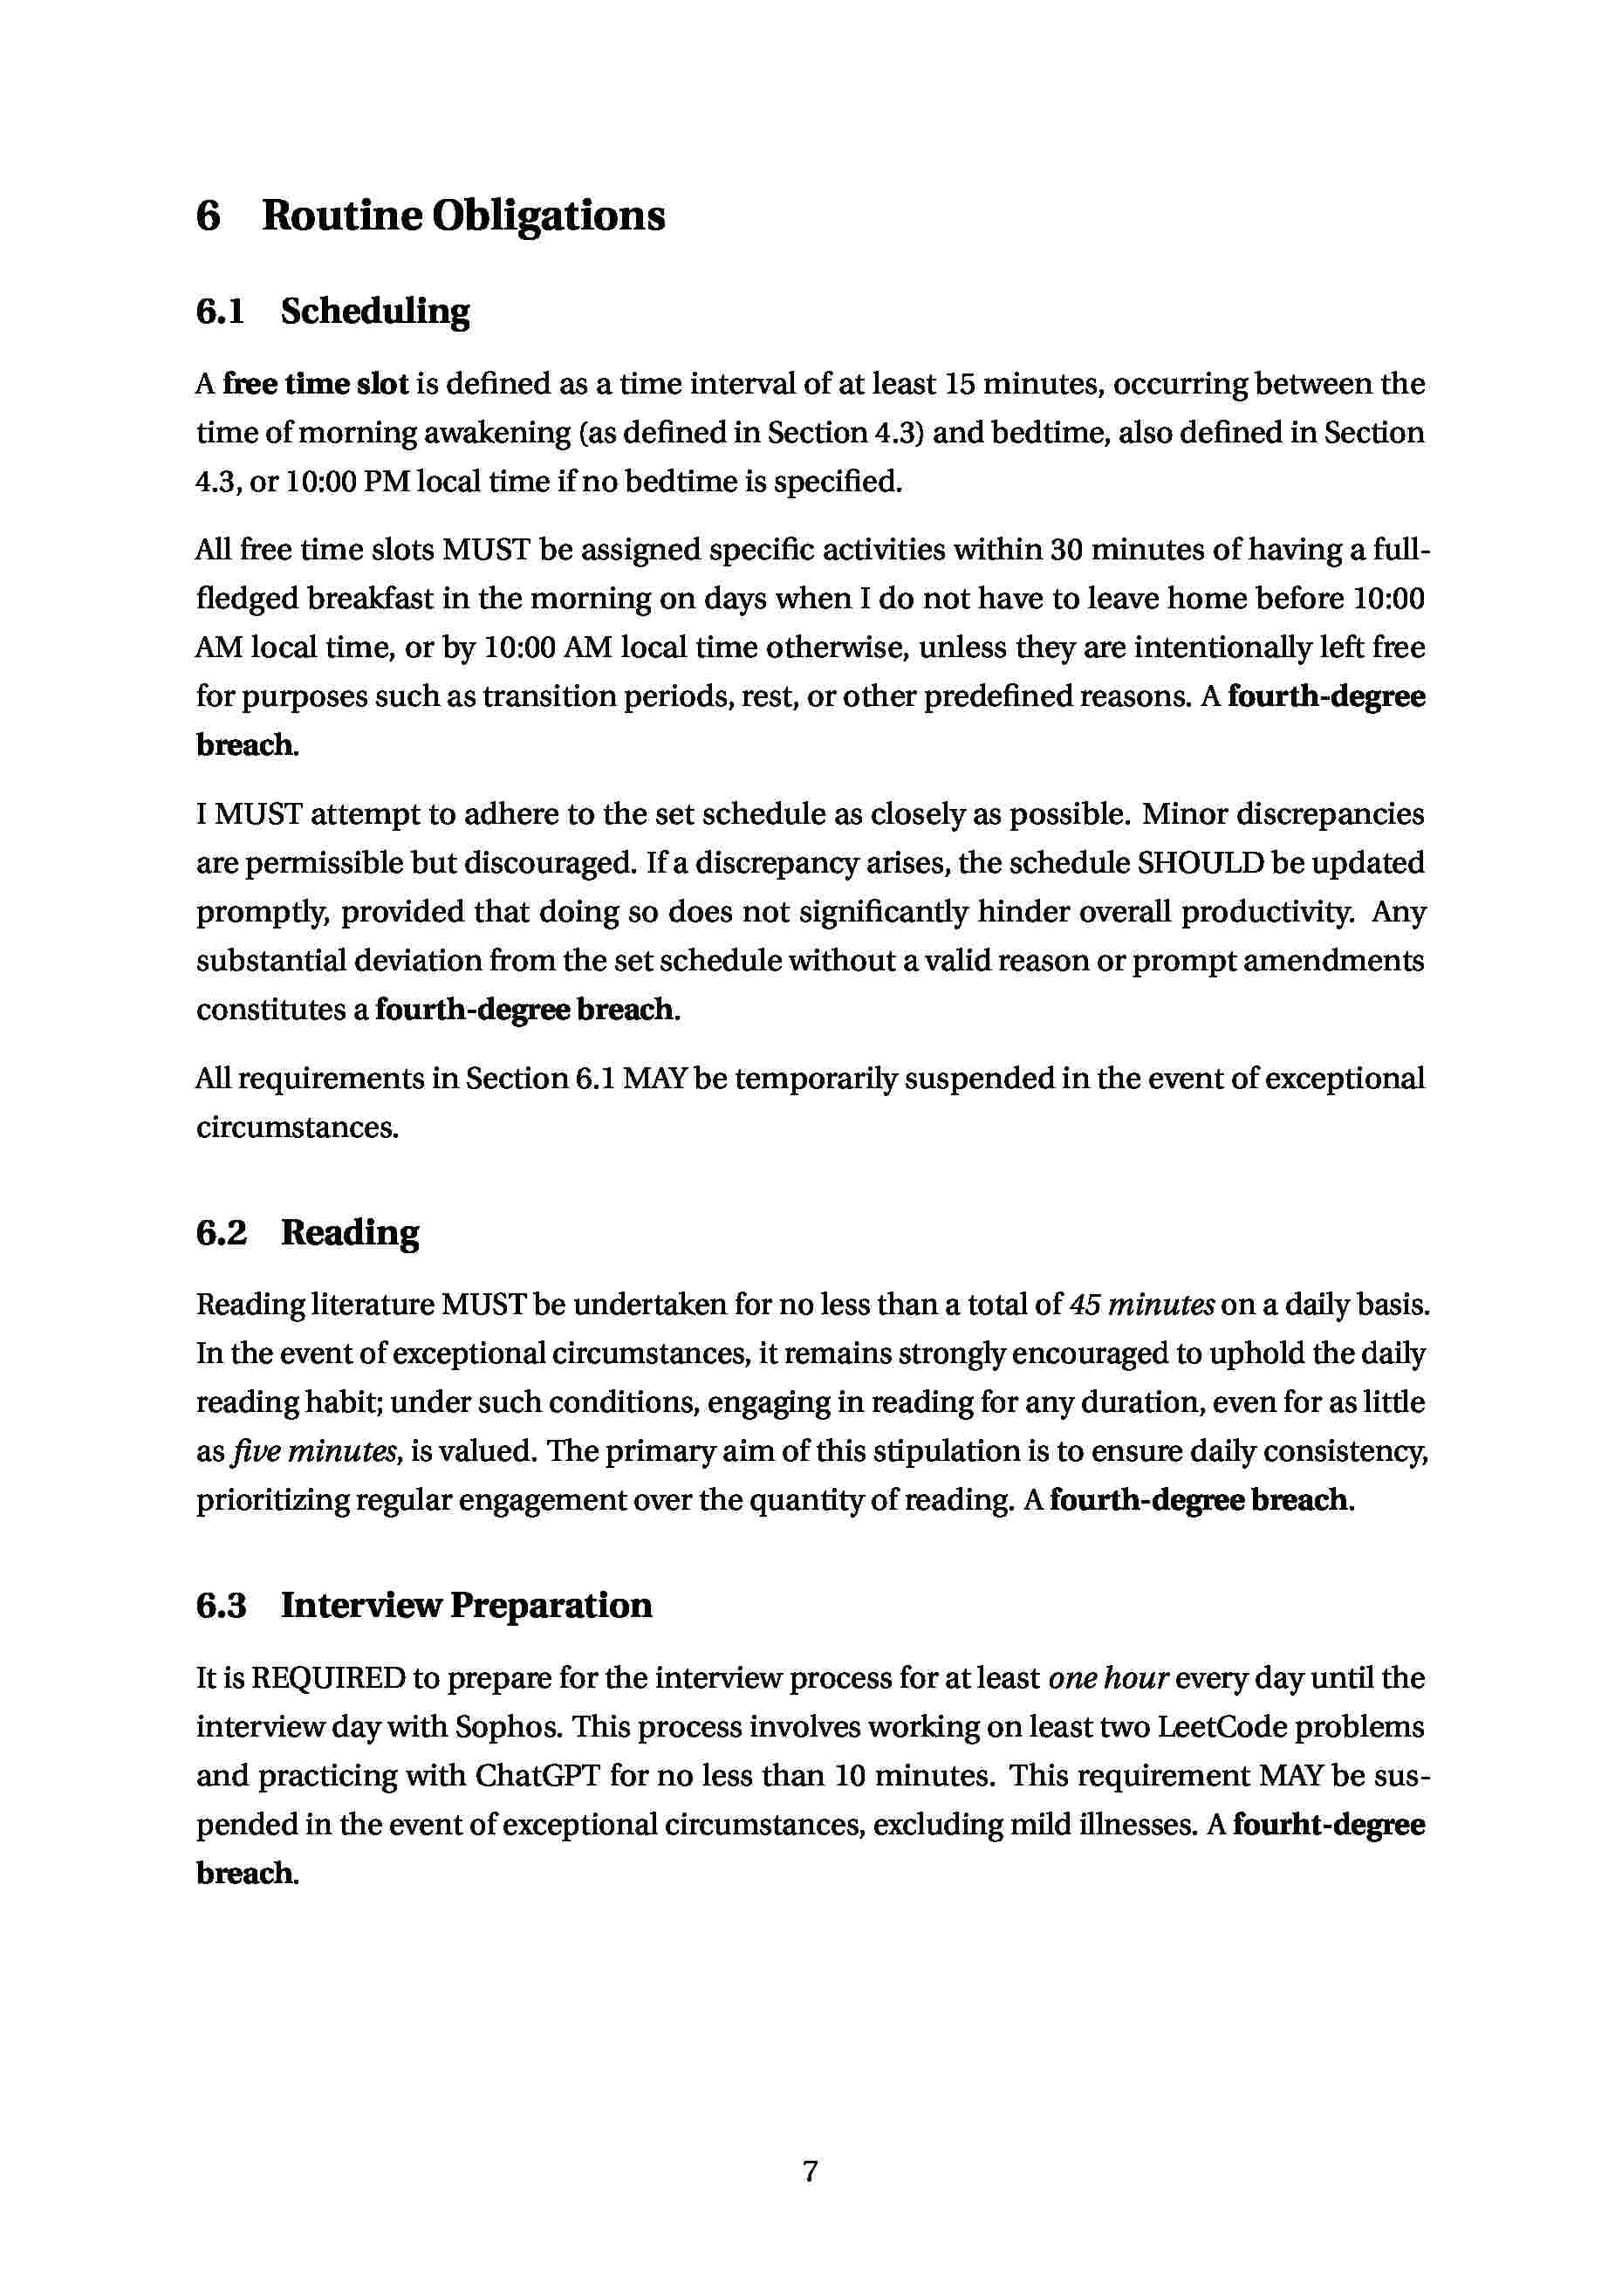 6 Routine Obligations
6.1 Scheduling
A free time slot is defined as a time interval of at least 15 minutes, occurring between the
time of morning awakening (as defined in Section 4.3) and bedtime, also defined in Section
4.3, or 10:00 PM local time if no bedtime is specified.
All free time slots MUST be assigned specific activities within 30 minutes of having a full-
fledged breakfast in the morning on days when I do not have to leave home before 10:00
AM local time, or by 10:00 AM local time otherwise, unless they are intentionally left free
for purposes such as transition periods, rest, or other predefined reasons. A fourth-degree
breach.
I MUST attempt to adhere to the set schedule as closely as possible. Minor discrepancies
are permissible but discouraged. If a discrepancy arises, the schedule SHOULD be updated
promptly, provided that doing so does not significantly hinder overall productivity. Any
substantial deviation from the set schedule without a valid reason or prompt amendments
constitutes a fourth-degree breach.
All requirements in Section 6.1 MAY be temporarily suspended in the event of exceptional
circumstances.
6.2 Reading
Reading literature MUST be undertaken for no less than a total of 45 minutes on a daily basis.
In the event of exceptional circumstances, it remains strongly encouraged to uphold the daily
reading habit; under such conditions, engaging in reading for any duration, even for as little
as five minutes, is valued. The primary aim of this stipulation is to ensure daily consistency,
prioritizing regular engagement over the quantity of reading. A fourth-degree breach.
6.3 Interview Preparation
It is REQUIRED to prepare for the interview process for at least one hour every day until the
interview day with Sophos. This process involves working on least two LeetCode problems
and practicing with ChatGPT for no less than 10 minutes. This requirement MAY be sus-
pended in the event of exceptional circumstances, excluding mild illnesses. A fourht-degree
breach.
7